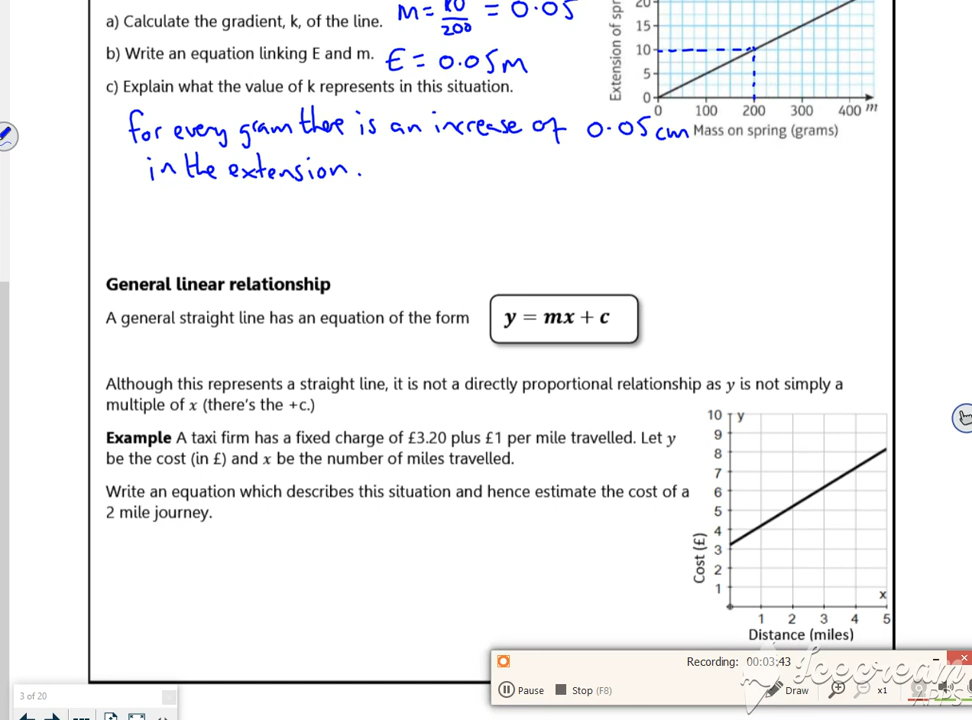 a) Calculate the gradient, k, of the line. M = 10/200 = 0.05
b) Write an equation linking E and m. E = 0.05M
c) Explain what the value of k represents in this situation.
for every gram there is an increase of 0.05 cm
in the extension.
Extension of spr
20
15
10
5
0
0 100 200 300 400 m
Mass on spring (grams)
General linear relationship
A general straight line has an equation of the form y = mx + c
Although this represents a straight line, it is not a directly proportional relationship as y is not simply a
multiple of x (there's the +c.)
Example A taxi firm has a fixed charge of £3.20 plus £1 per mile travelled. Let y
be the cost (in £) and x be the number of miles travelled.
Write an equation which describes this situation and hence estimate the cost of a
2 mile journey.
10 y
9
8
7
6
5
4
3
2
1
Cost (£)
x
1 2 3 4 5
Distance (miles)
Recording: 00:03:43
Pause Stop (F8) Draw x1
Icecream
APPS
3 of 20